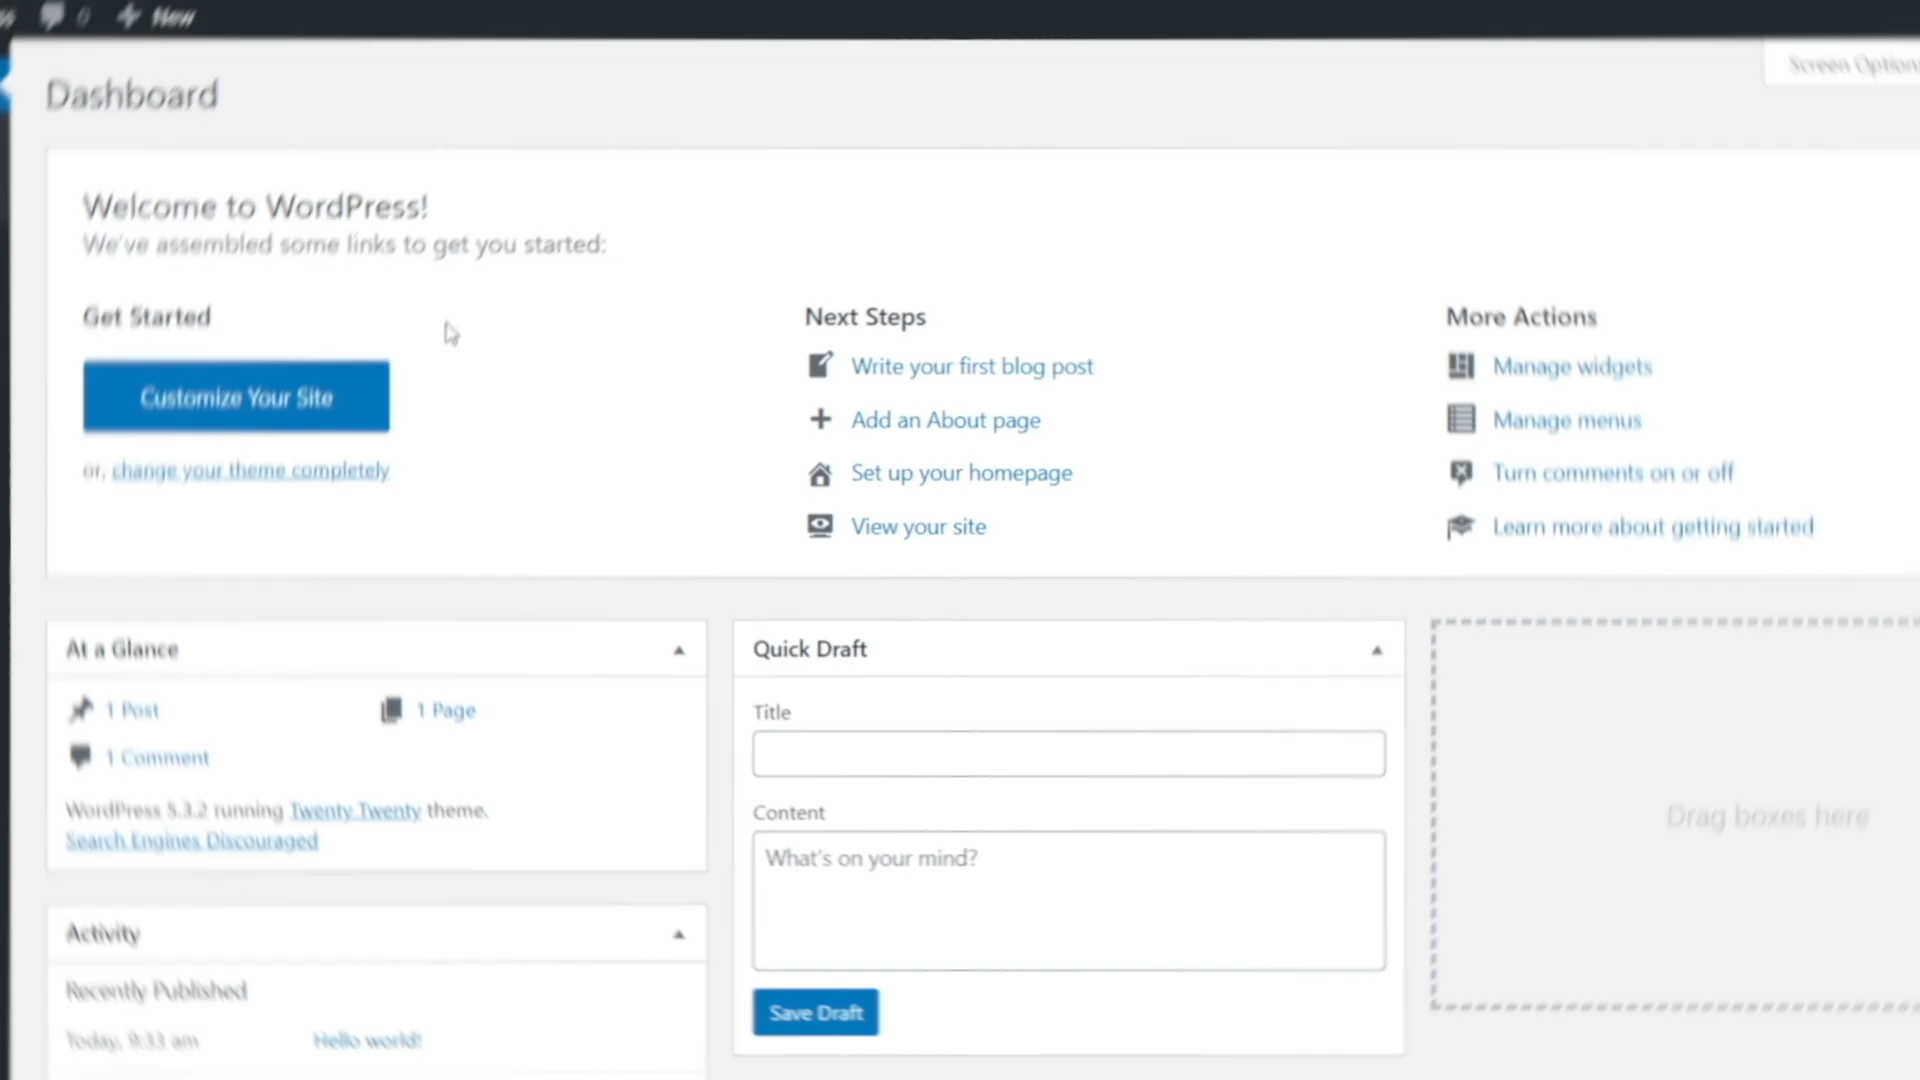 0 New
Screen Options
Dashboard
Welcome to WordPress!
We've assembled some links to get you started:
Get Started
Customize Your Site
or, change your theme completely
Next Steps
Write your first blog post
Add an About page
Set up your homepage
View your site
More Actions
Manage widgets
Manage menus
Turn comments on or off
Learn more about getting started
At a Glance
1 Post
1 Page
1 Comment
WordPress 5.3.2 running Twenty Twenty theme.
Search Engines Discouraged
Activity
Recently Published
Today, 9:33 am
Hello world!
Quick Draft
Title
Content
What's on your mind?
Save Draft
Drag boxes here